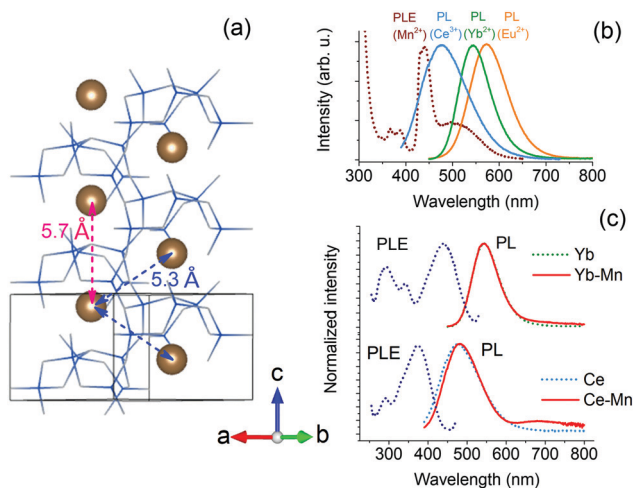 (a)
5.7 Å
5.3 Å
c
a
b
PLE PL PL PL
(Mn²⁺) (Ce³⁺) (Yb²⁺) (Eu²⁺)
(b)
Intensity (arb. u.)
300 400 500 600 700 800
Wavelength (nm)
(c)
Normalized intensity
PLE
PL
Yb
Yb-Mn
PLE
PL
Ce
Ce-Mn
300 400 500 600 700 800
Wavelength (nm)